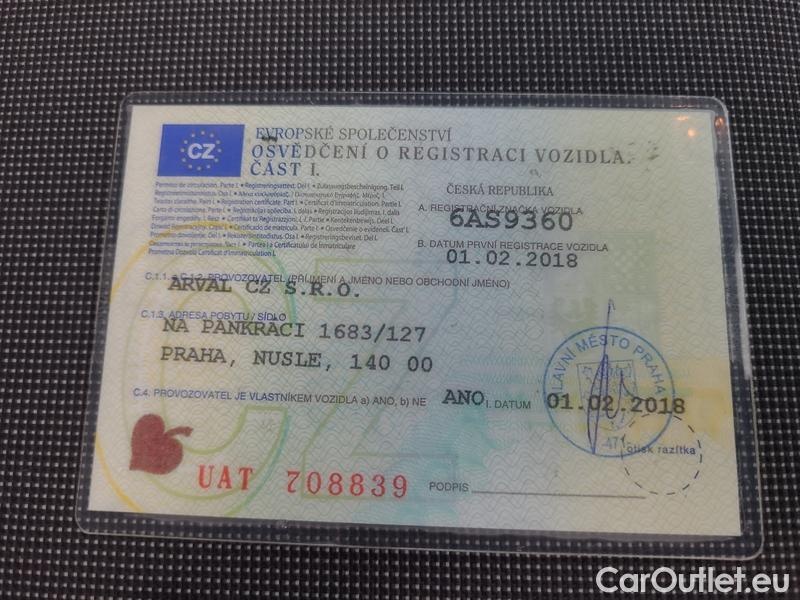 CZ
EVROPSKÉ SPOLEČENSTVÍ
OSVĚDČENÍ O REGISTRACI VOZIDLA
ČÁST I.
ČESKÁ REPUBLIKA
A. REGISTRAČNÍ ZNAČKA VOZIDLA
6AS9360
B. DATUM PRVNÍ REGISTRACE VOZIDLA
01.02.2018
C.1.1. a C.1.2. PROVOZOVATEL (PŘÍJMENÍ A JMÉNO NEBO OBCHODNÍ JMÉNO)
ARVAL CZ S.R.O.
C.1.3. ADRESA POBYTU / SÍDLO
NA PANKRÁCI 1683/127
PRAHA, NUSLE, 140 00
C.4. PROVOZOVATEL JE VLASTNÍKEM VOZIDLA a) ANO, b) NE ANO I. DATUM 01.02.2018
HLAVNÍ MĚSTO PRAHA
471
otisk razítka
UAT 708839 PODPIS
CarOutlet.eu